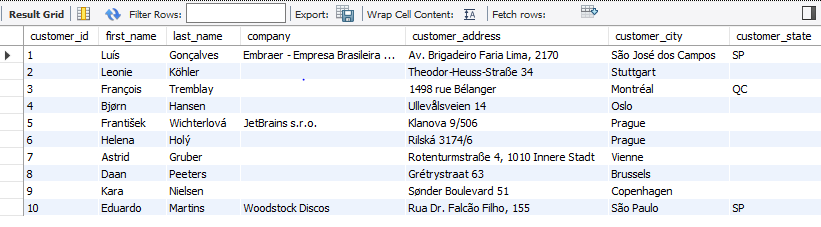 Result Grid Filter Rows: Export: Wrap Cell Content: IA Fetch rows:
customer_id first_name last_name company customer_address customer_city customer_state
1 Luís Gonçalves Embraer - Empresa Brasileira ... Av. Brigadeiro Faria Lima, 2170 São José dos Campos SP
2 Leonie Köhler Theodor-Heuss-Straße 34 Stuttgart
3 François Tremblay 1498 rue Bélanger Montréal QC
4 Bjørn Hansen Ullevålsveien 14 Oslo
5 František Wichterlová JetBrains s.r.o. Klanova 9/506 Prague
6 Helena Holý Rilská 3174/6 Prague
7 Astrid Gruber Rotenturmstraße 4, 1010 Innere Stadt Vienne
8 Daan Peeters Grétrystraat 63 Brussels
9 Kara Nielsen Sønder Boulevard 51 Copenhagen
10 Eduardo Martins Woodstock Discos Rua Dr. Falcão Filho, 155 São Paulo SP